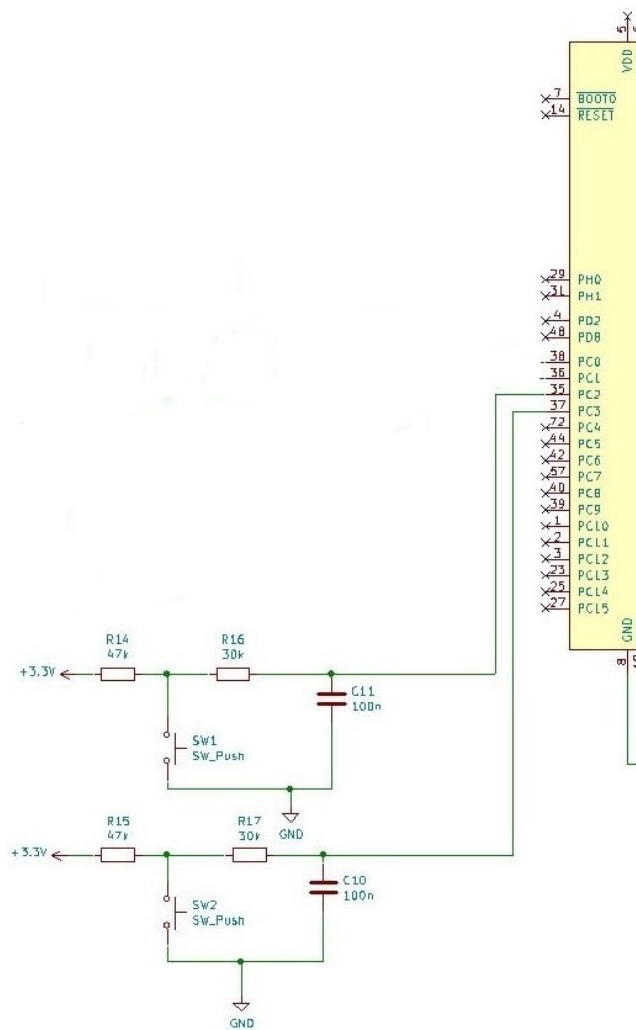 5
6
VDD
7 BOOT0
14 RESET
29 PH0
31 PH1
4 PD2
48 PD8
38 PC0
36 PC1
35 PC2
37 PC3
72 PC4
44 PC5
42 PC6
57 PC7
40 PC8
39 PC9
1 PC10
2 PC11
3 PC12
23 PC13
25 PC14
27 PC15
GND
8
R14
47k
R16
30k
+3.3V
C11
100n
SW1
SW_Push
GND
R15
47k
R17
30k
+3.3V
C10
100n
SW2
SW_Push
GND